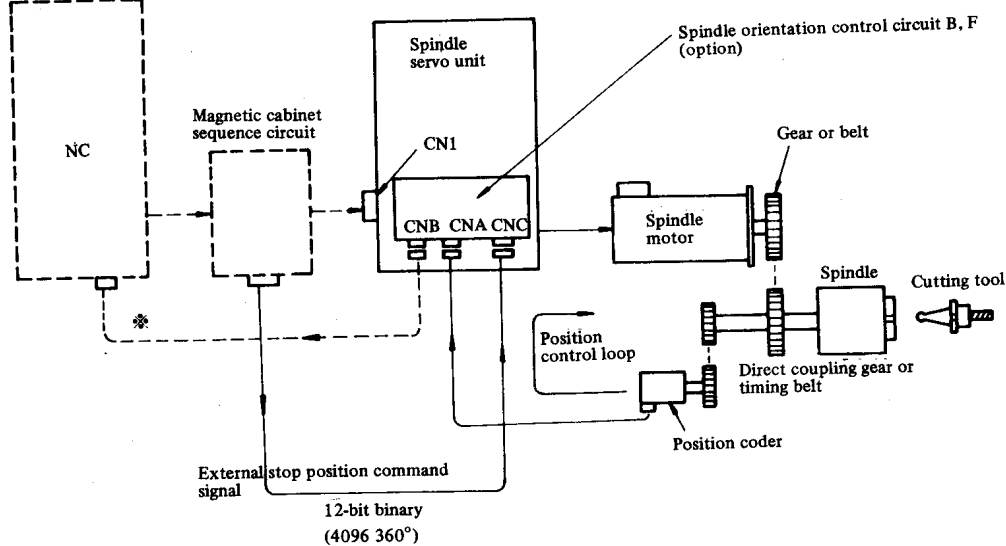 Spindle orientation control circuit B, F
(option)
Spindle
servo unit
Magnetic cabinet
sequence circuit
CN1
Gear or belt
NC
CNB CNA CNC
Spindle
motor
Spindle
Cutting tool
※
Position
control loop
Direct coupling gear or
timing belt
Position coder
External stop position command
signal
12-bit binary
(4096 360°)